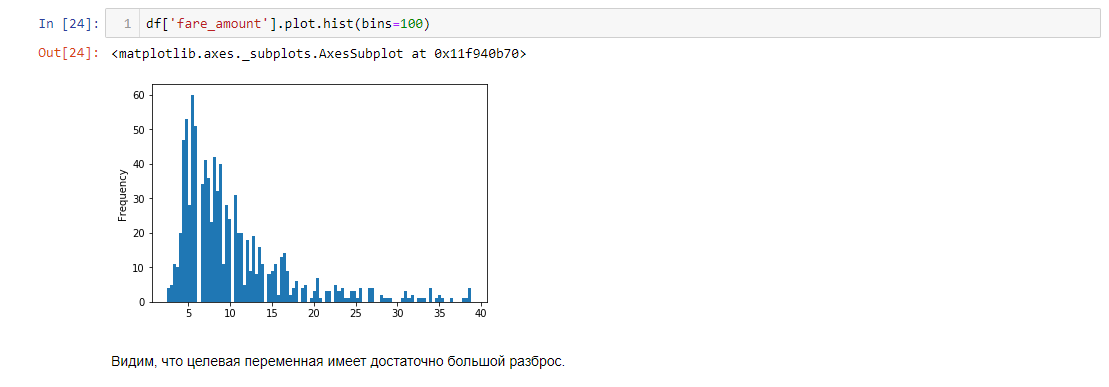 In [24]: 1 df['fare_amount'].plot.hist(bins=100)
Out[24]: <matplotlib.axes._subplots.AxesSubplot at 0x11f940b70>
60
50
40
30
20
10
0
Frequency
5 10 15 20 25 30 35 40
Видим, что целевая переменная имеет достаточно большой разброс.